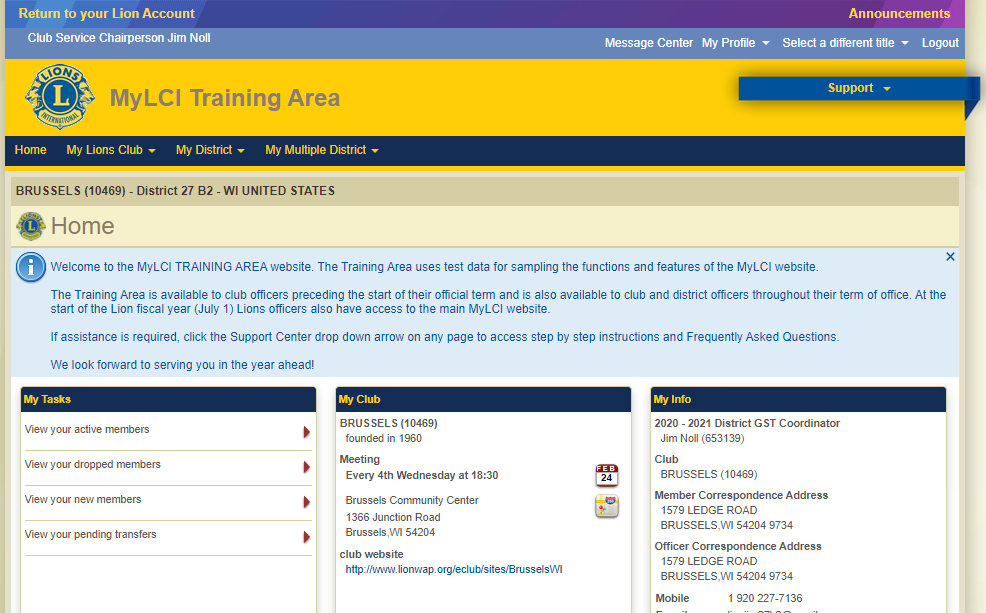 Return to your Lion Account
Announcements
Club Service Chairperson Jim Noll
Message Center My Profile Select a different title Logout
LIONS
L
INTERNATIONAL
MyLCI Training Area
Support
Home My Lions Club My District My Multiple District
BRUSSELS (10469) - District 27 B2 - WI UNITED STATES
Home
Welcome to the MyLCI TRAINING AREA website. The Training Area uses test data for sampling the functions and features of the MyLCI website.
The Training Area is available to club officers preceding the start of their official term and is also available to club and district officers throughout their term of office. At the
start of the Lion fiscal year (July 1) Lions officers also have access to the main MyLCI website.
If assistance is required, click the Support Center drop down arrow on any page to access step by step instructions and Frequently Asked Questions.
We look forward to serving you in the year ahead!
My Tasks
View your active members
View your dropped members
View your new members
View your pending transfers
My Club
BRUSSELS (10469)
founded in 1960
Meeting
Every 4th Wednesday at 18:30
FEB
24
Brussels Community Center
1366 Junction Road
Brussels,WI 54204
club website
http://www.lionwap.org/eclub/sites/BrusselsWI
My Info
2020 - 2021 District GST Coordinator
Jim Noll (653139)
Club
BRUSSELS (10469)
Member Correspondence Address
1579 LEDGE ROAD
BRUSSELS,WI 54204 9734
Officer Correspondence Address
1579 LEDGE ROAD
BRUSSELS,WI 54204 9734
Mobile 1 920 227-7136